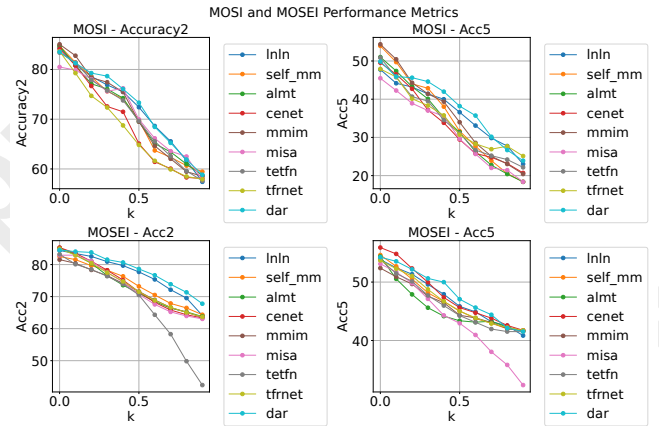 MOSI and MOSEI Performance Metrics
MOSI - Accuracy2
Accuracy2
80
70
60
0.0
0.5
k
lnln
self_mm
almt
cenet
mmim
misa
tetfn
tfrnet
dar
MOSI - Acc5
Acc5
50
40
30
20
0.0
0.5
k
lnln
self_mm
almt
cenet
mmim
misa
tetfn
tfrnet
dar
MOSEI - Acc2
Acc2
80
70
60
50
0.0
0.5
k
lnln
self_mm
almt
cenet
mmim
misa
tetfn
tfrnet
dar
MOSEI - Acc5
Acc5
50
40
0.0
0.5
k
lnln
self_mm
almt
cenet
mmim
misa
tetfn
tfrnet
dar